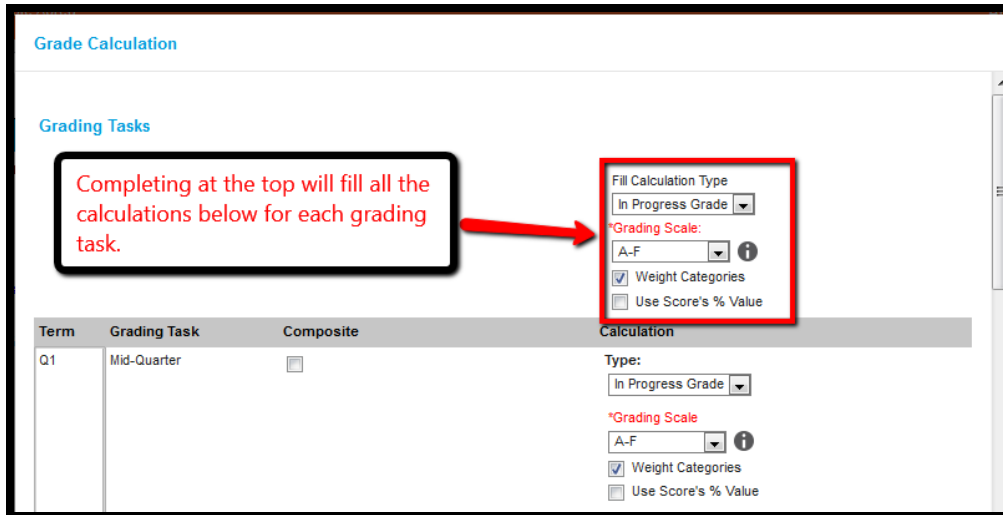 Grade Calculation
Grading Tasks
Completing at the top will fill all the
calculations below for each grading
task.
Fill Calculation Type
In Progress Grade
*Grading Scale:
A-F
Weight Categories
Use Score's % Value
Term Grading Task Composite Calculation
Q1 Mid-Quarter Type:
In Progress Grade
*Grading Scale
A-F
Weight Categories
Use Score's % Value